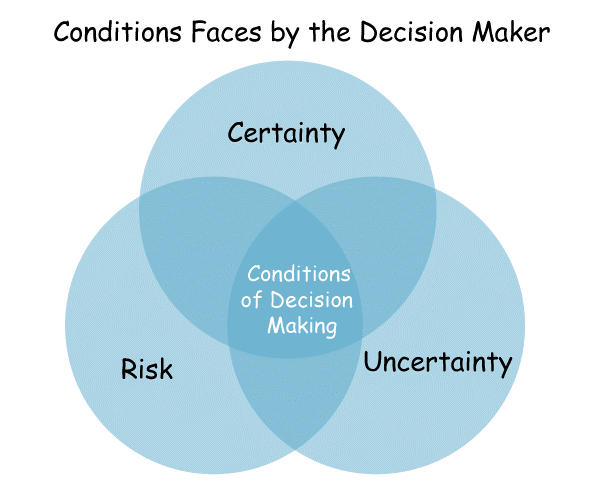 Conditions Faces by the Decision Maker
Certainty
Conditions
of Decision
Making
Risk
Uncertainty